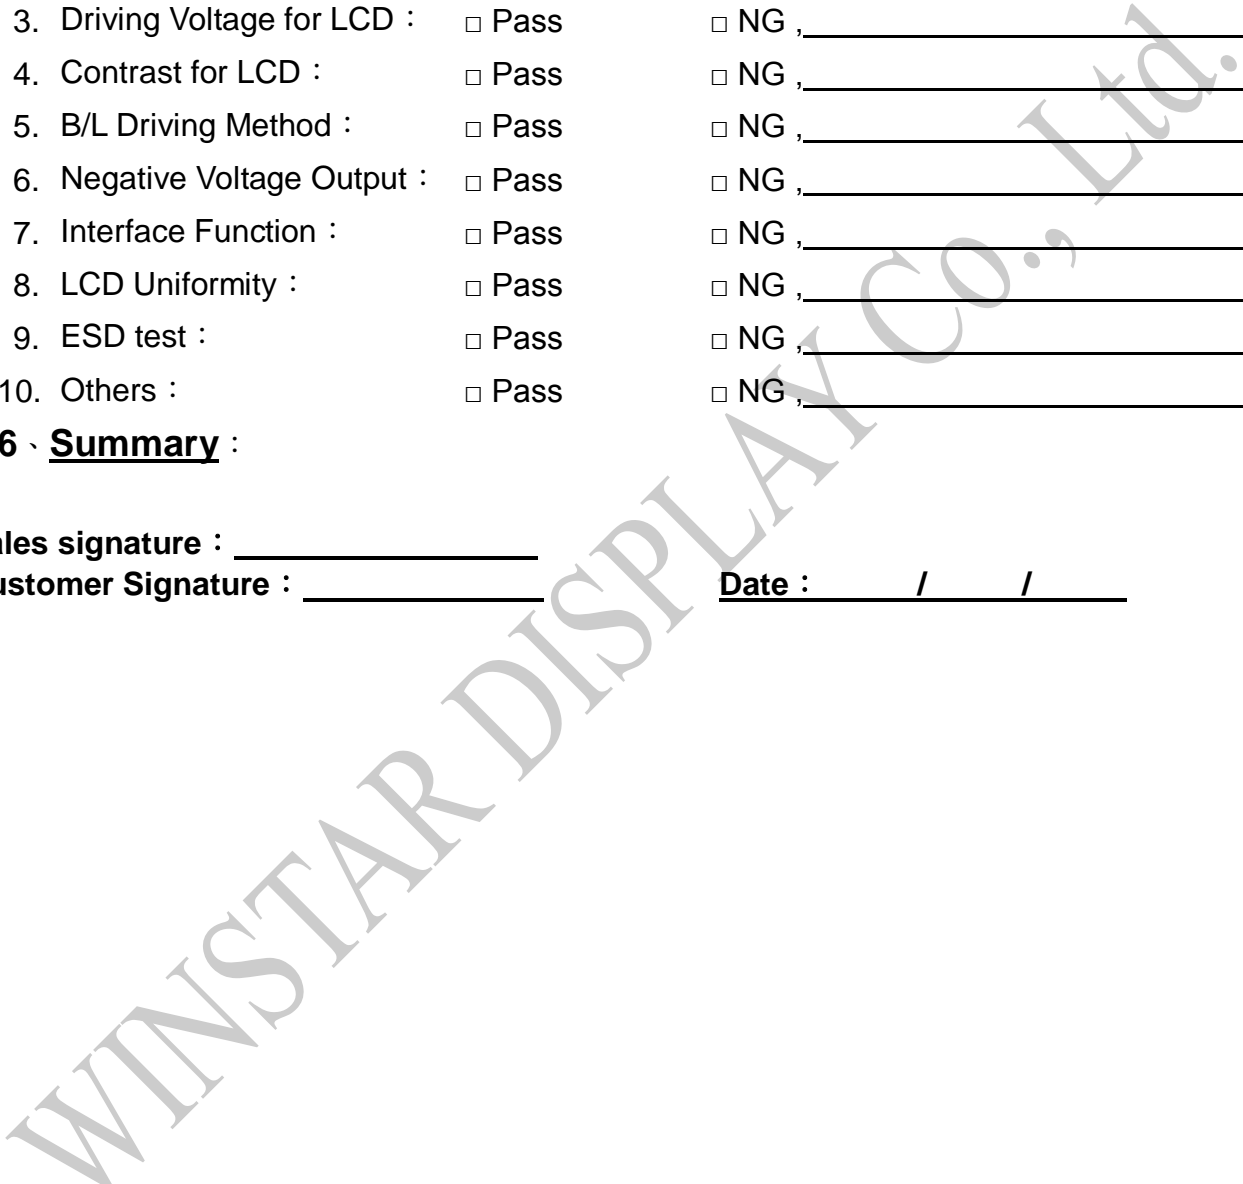 3. Driving Voltage for LCD： □ Pass □ NG ,
4. Contrast for LCD： □ Pass □ NG ,
5. B/L Driving Method： □ Pass □ NG ,
6. Negative Voltage Output： □ Pass □ NG ,
7. Interface Function： □ Pass □ NG ,
8. LCD Uniformity： □ Pass □ NG ,
9. ESD test： □ Pass □ NG ,
10. Others： □ Pass □ NG ,
6、Summary：
ales signature：
ustomer Signature： Date： / /
WINSTAR DISPLAY Co., Ltd.